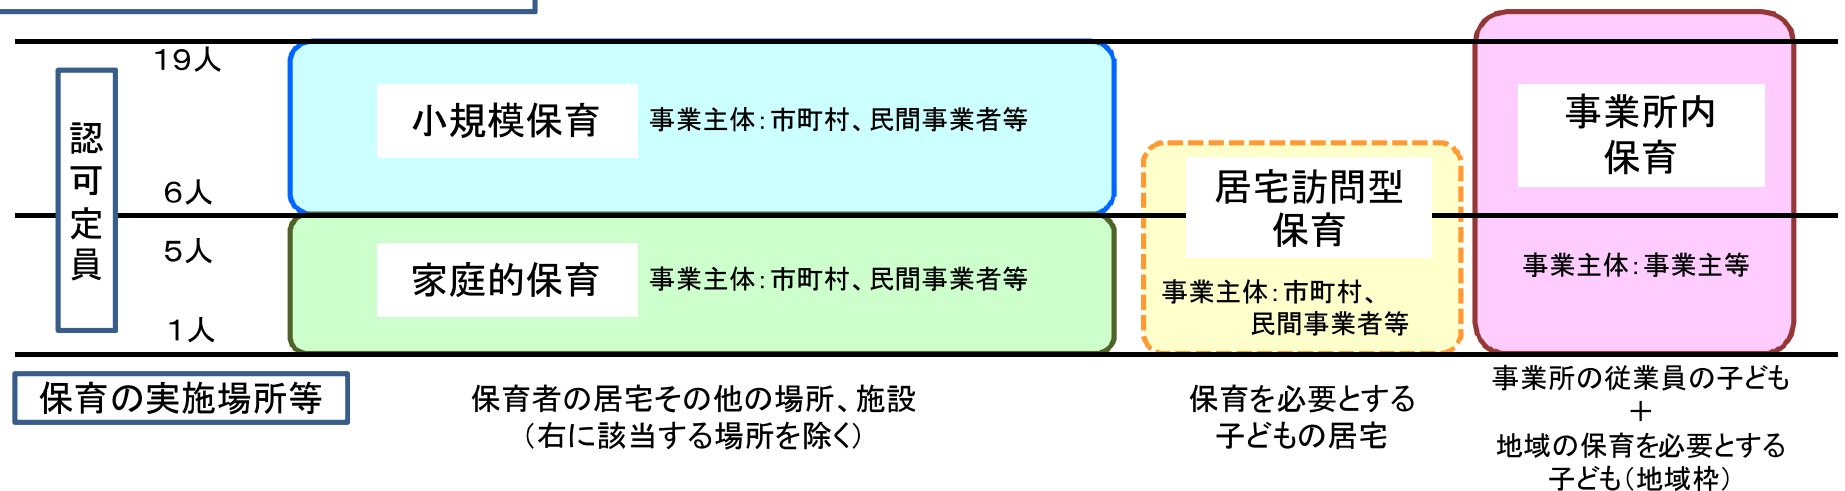 認可定員
19人
6人
5人
1人
小規模保育
事業主体：市町村、民間事業者等
家庭的保育
事業主体：市町村、民間事業者等
居宅訪問型
保育
事業主体：市町村、
民間事業者等
事業所内
保育
事業主体：事業主等
保育の実施場所等
保育者の居宅その他の場所、施設
（右に該当する場所を除く）
保育を必要とする
子どもの居宅
事業所の従業員の子ども
＋
地域の保育を必要とする
子ども（地域枠）